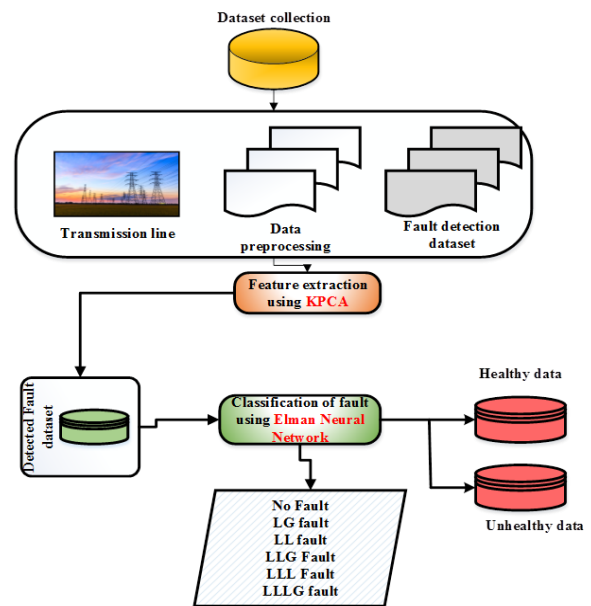 Dataset collection
Transmission line
Data
preprocessing
Fault detection
dataset
Feature extraction
using KPCA
Detected Fault
dataset
Classification of fault
using Elman Neural
Network
Healthy data
Unhealthy data
No Fault
LG fault
LL fault
LLG Fault
LLL Fault
LLLG fault